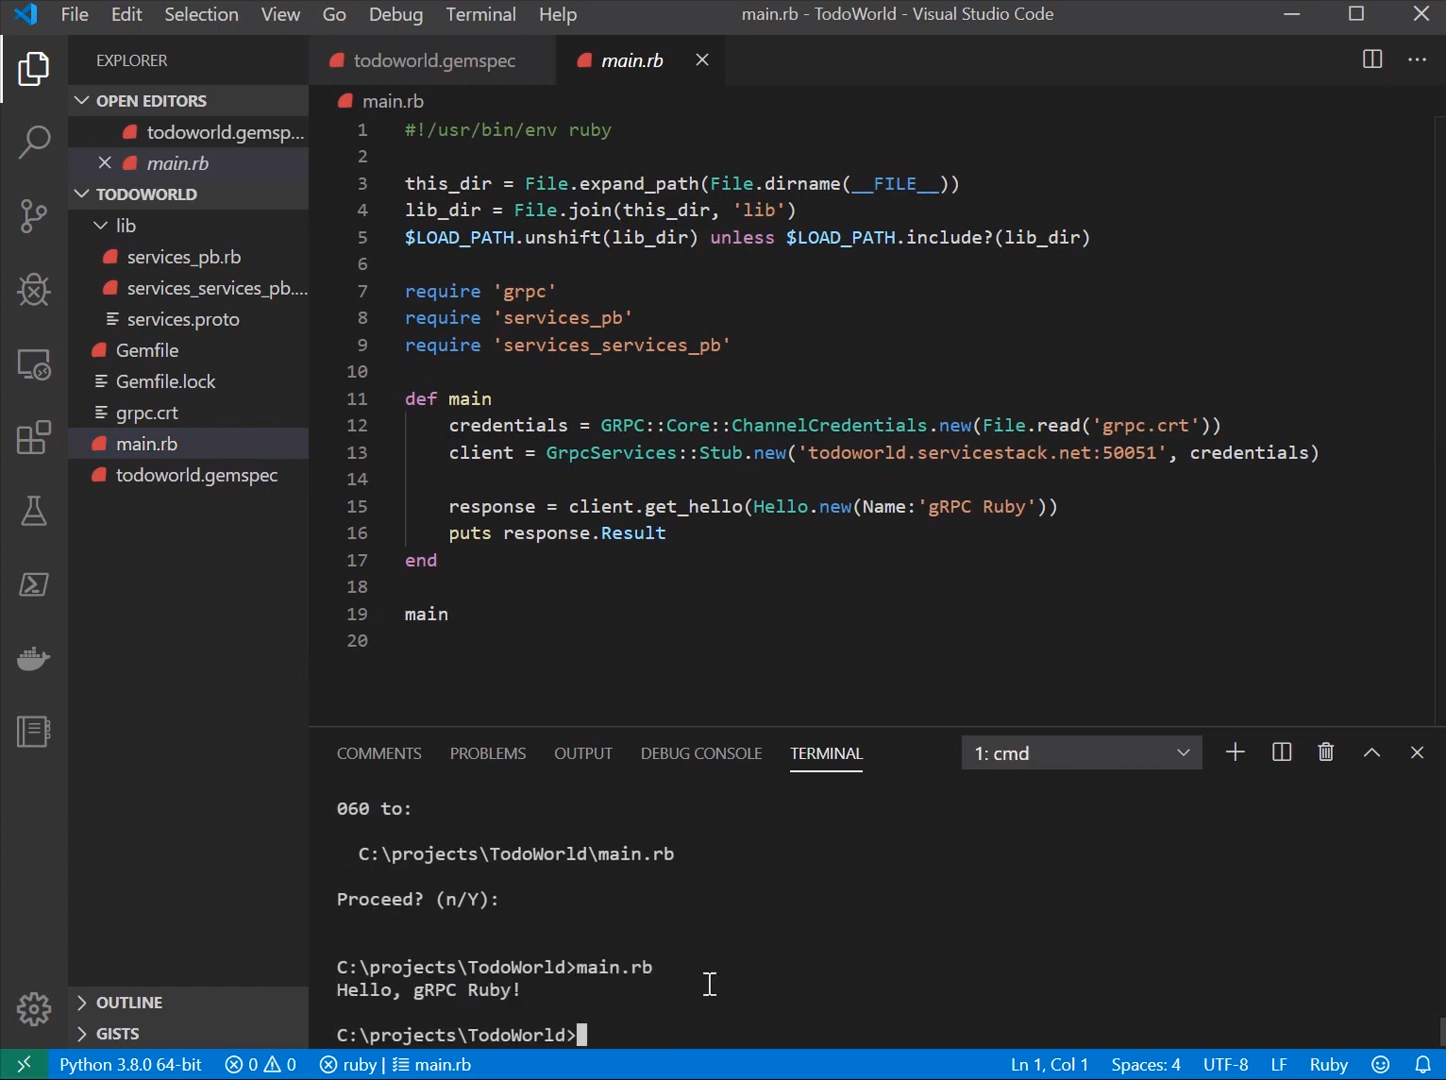 File Edit Selection View Go Debug Terminal Help
main.rb - TodoWorld - Visual Studio Code
EXPLORER
OPEN EDITORS
todoworld.gemsp...
main.rb
TODOWORLD
lib
services_pb.rb
services_services_pb....
services.proto
Gemfile
Gemfile.lock
grpc.crt
main.rb
todoworld.gemspec
OUTLINE
GISTS
todoworld.gemspec main.rb
main.rb
1 #!/usr/bin/env ruby
2
3 this_dir = File.expand_path(File.dirname(__FILE__))
4 lib_dir = File.join(this_dir, 'lib')
5 $LOAD_PATH.unshift(lib_dir) unless $LOAD_PATH.include?(lib_dir)
6
7 require 'grpc'
8 require 'services_pb'
9 require 'services_services_pb'
10
11 def main
12 credentials = GRPC::Core::ChannelCredentials.new(File.read('grpc.crt'))
13 client = GrpcServices::Stub.new('todoworld.servicestack.net:50051', credentials)
14
15 response = client.get_hello(Hello.new(Name:'gRPC Ruby'))
16 puts response.Result
17 end
18
19 main
20
COMMENTS PROBLEMS OUTPUT DEBUG CONSOLE TERMINAL 1: cmd
060 to:
C:\projects\TodoWorld\main.rb
Proceed? (n/Y):
C:\projects\TodoWorld>main.rb
Hello, gRPC Ruby!
C:\projects\TodoWorld>
Python 3.8.0 64-bit 0 0 ruby | main.rb Ln 1, Col 1 Spaces: 4 UTF-8 LF Ruby